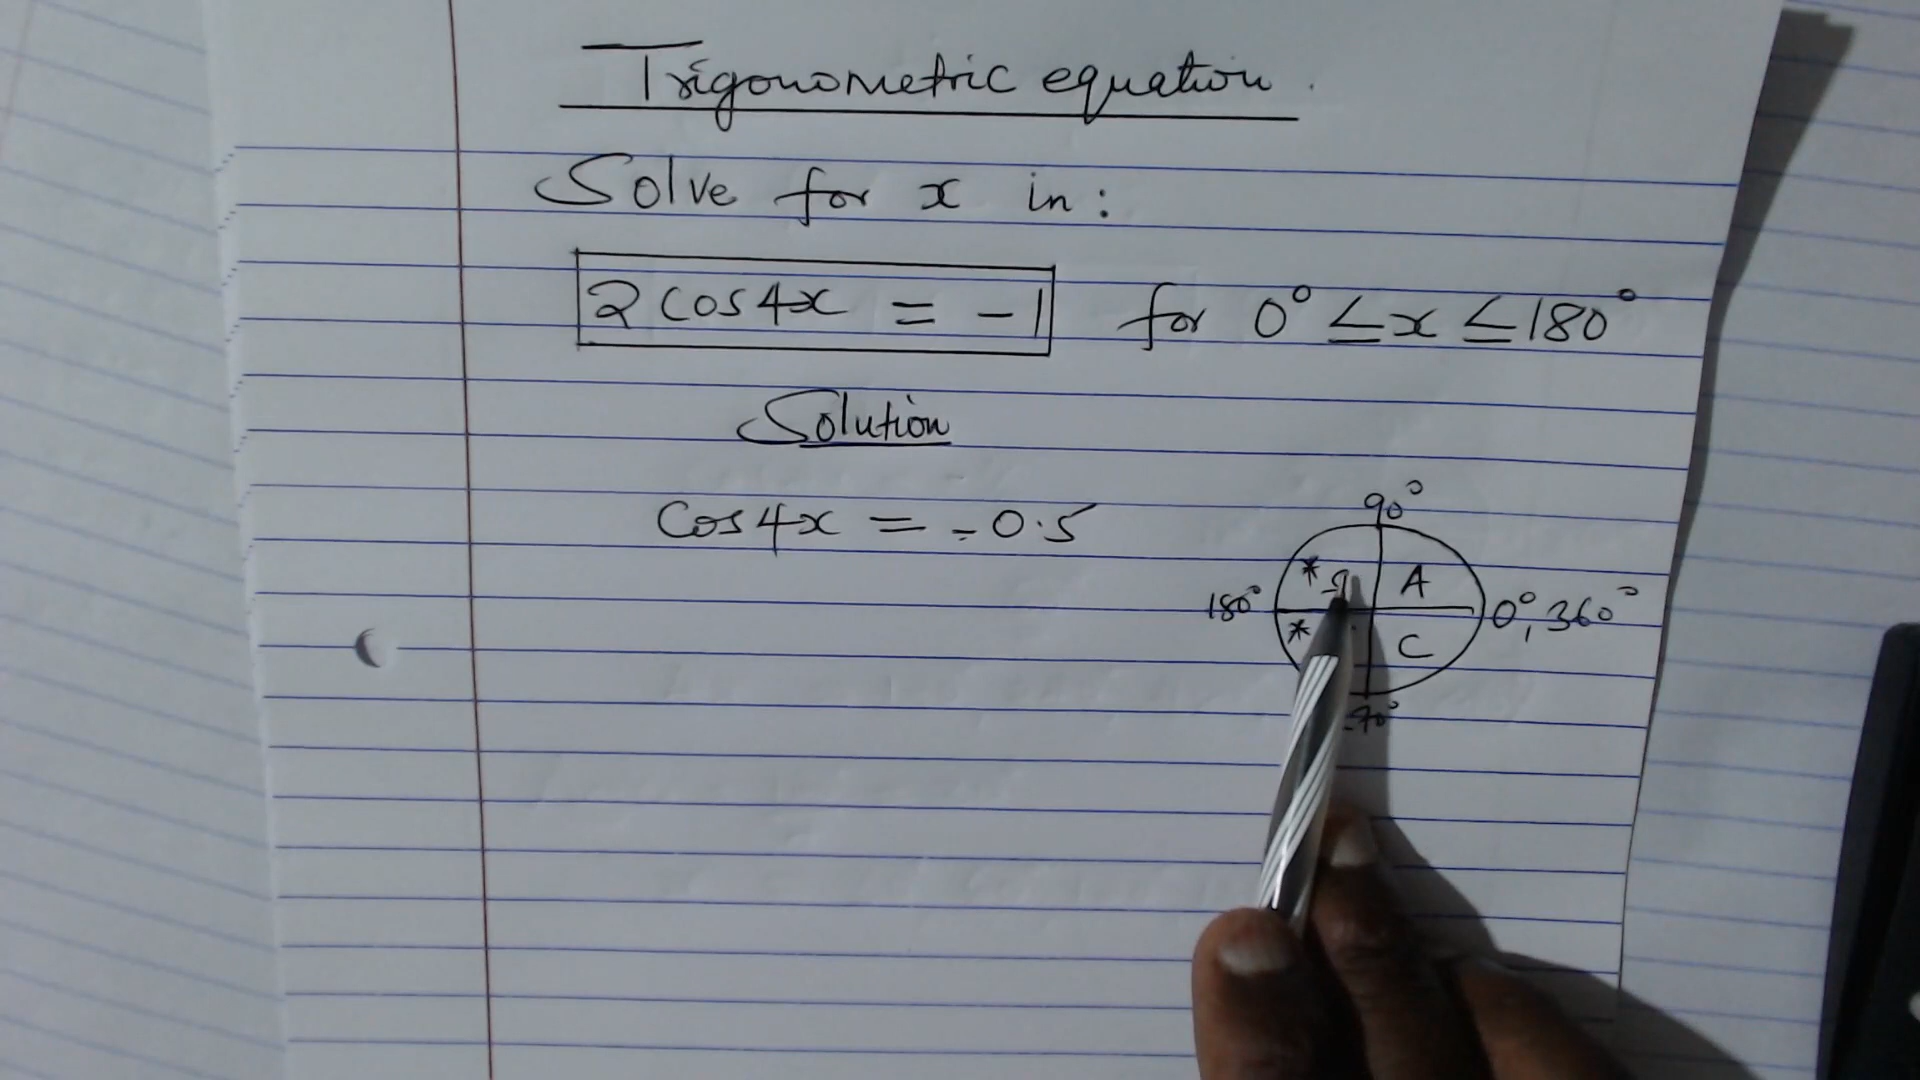 Trigonometric equation.
Solve for x in:
2 cos 4x = -1 for 0° ≤ x ≤ 180°
Solution
Cos 4x = -0.5
90°
* S A
180° 0°, 360°
* C